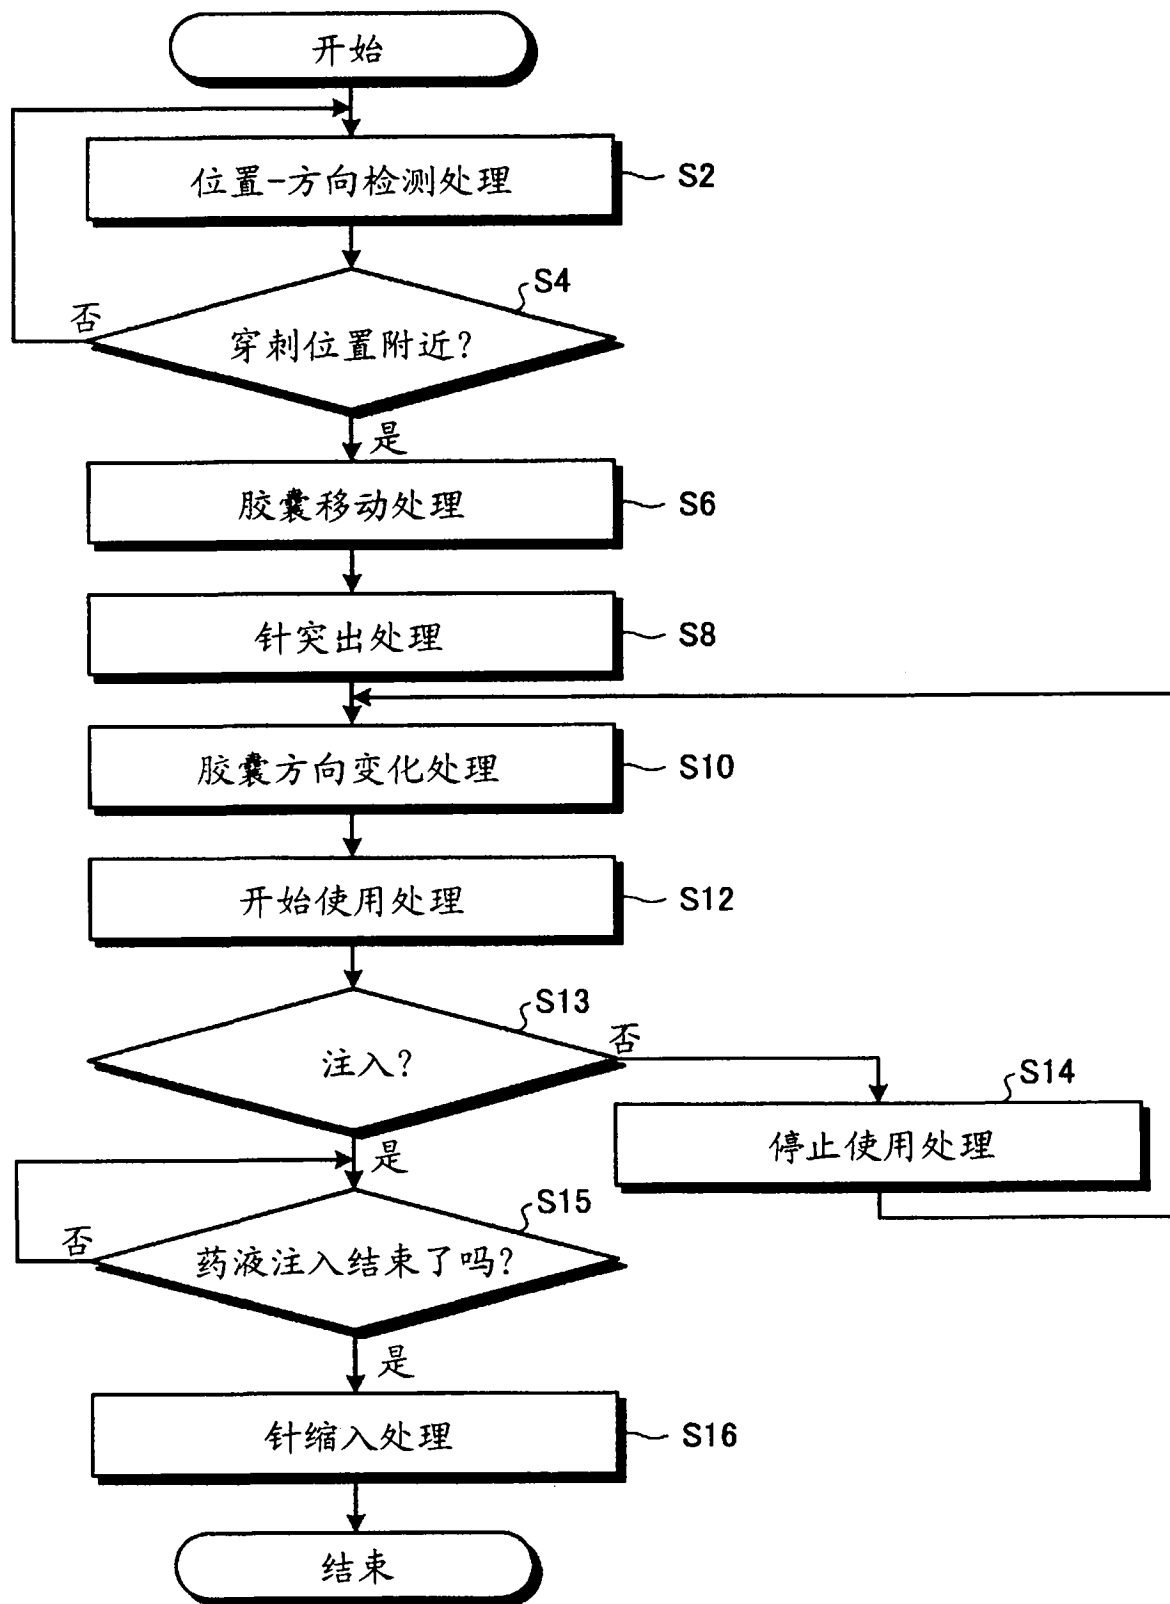 开始
位置-方向检测处理
S2
S4
否
穿刺位置附近?
是
胶囊移动处理
S6
针突出处理
S8
胶囊方向变化处理
S10
开始使用处理
S12
S13
注入?
否
S14
停止使用处理
是
S15
否
药液注入结束了吗?
是
针缩入处理
S16
结束